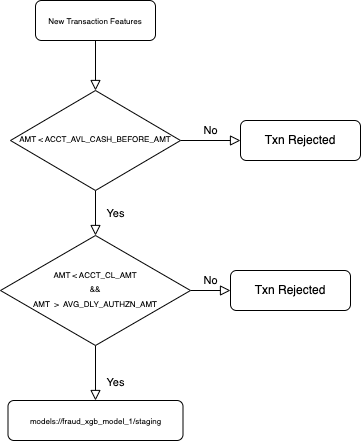 New Transaction Features
AMT < ACCT_AVL_CASH_BEFORE_AMT
No
Txn Rejected
Yes
AMT < ACCT_CL_AMT
&&
AMT > AVG_DLY_AUTHZN_AMT
No
Txn Rejected
Yes
models://fraud_xgb_model_1/staging